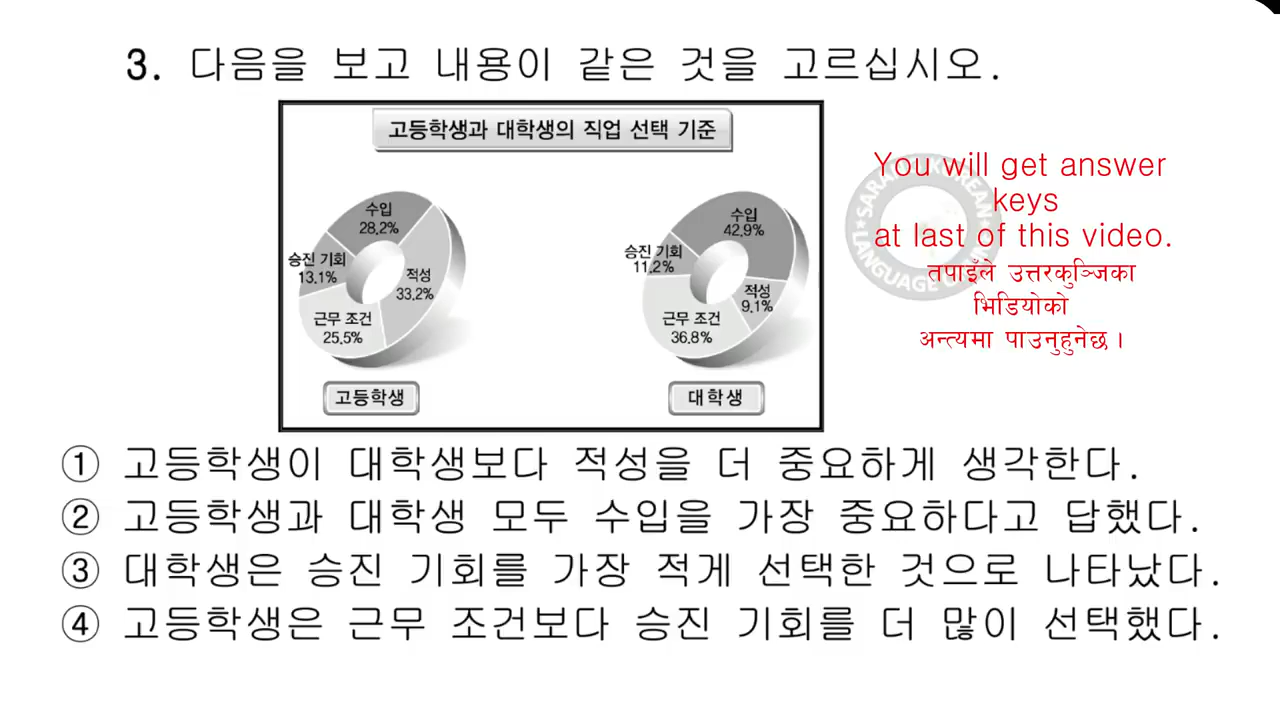 3. 다음을 보고 내용이 같은 것을 고르십시오.
고등학생과 대학생의 직업 선택 기준
수입
28.2%
승진 기회
13.1%
적성
33.2%
근무 조건
25.5%
고등학생
수입
42.9%
승진 기회
11.2%
적성
9.1%
근무 조건
36.8%
대학생
You will get answer
keys
at last of this video.
तपाइँले उत्तरकुञ्जिका
भिडियोको
अन्त्यमा पाउनुहुनेछ ।
① 고등학생이 대학생보다 적성을 더 중요하게 생각한다.
② 고등학생과 대학생 모두 수입을 가장 중요하다고 답했다.
③ 대학생은 승진 기회를 가장 적게 선택한 것으로 나타났다.
④ 고등학생은 근무 조건보다 승진 기회를 더 많이 선택했다.